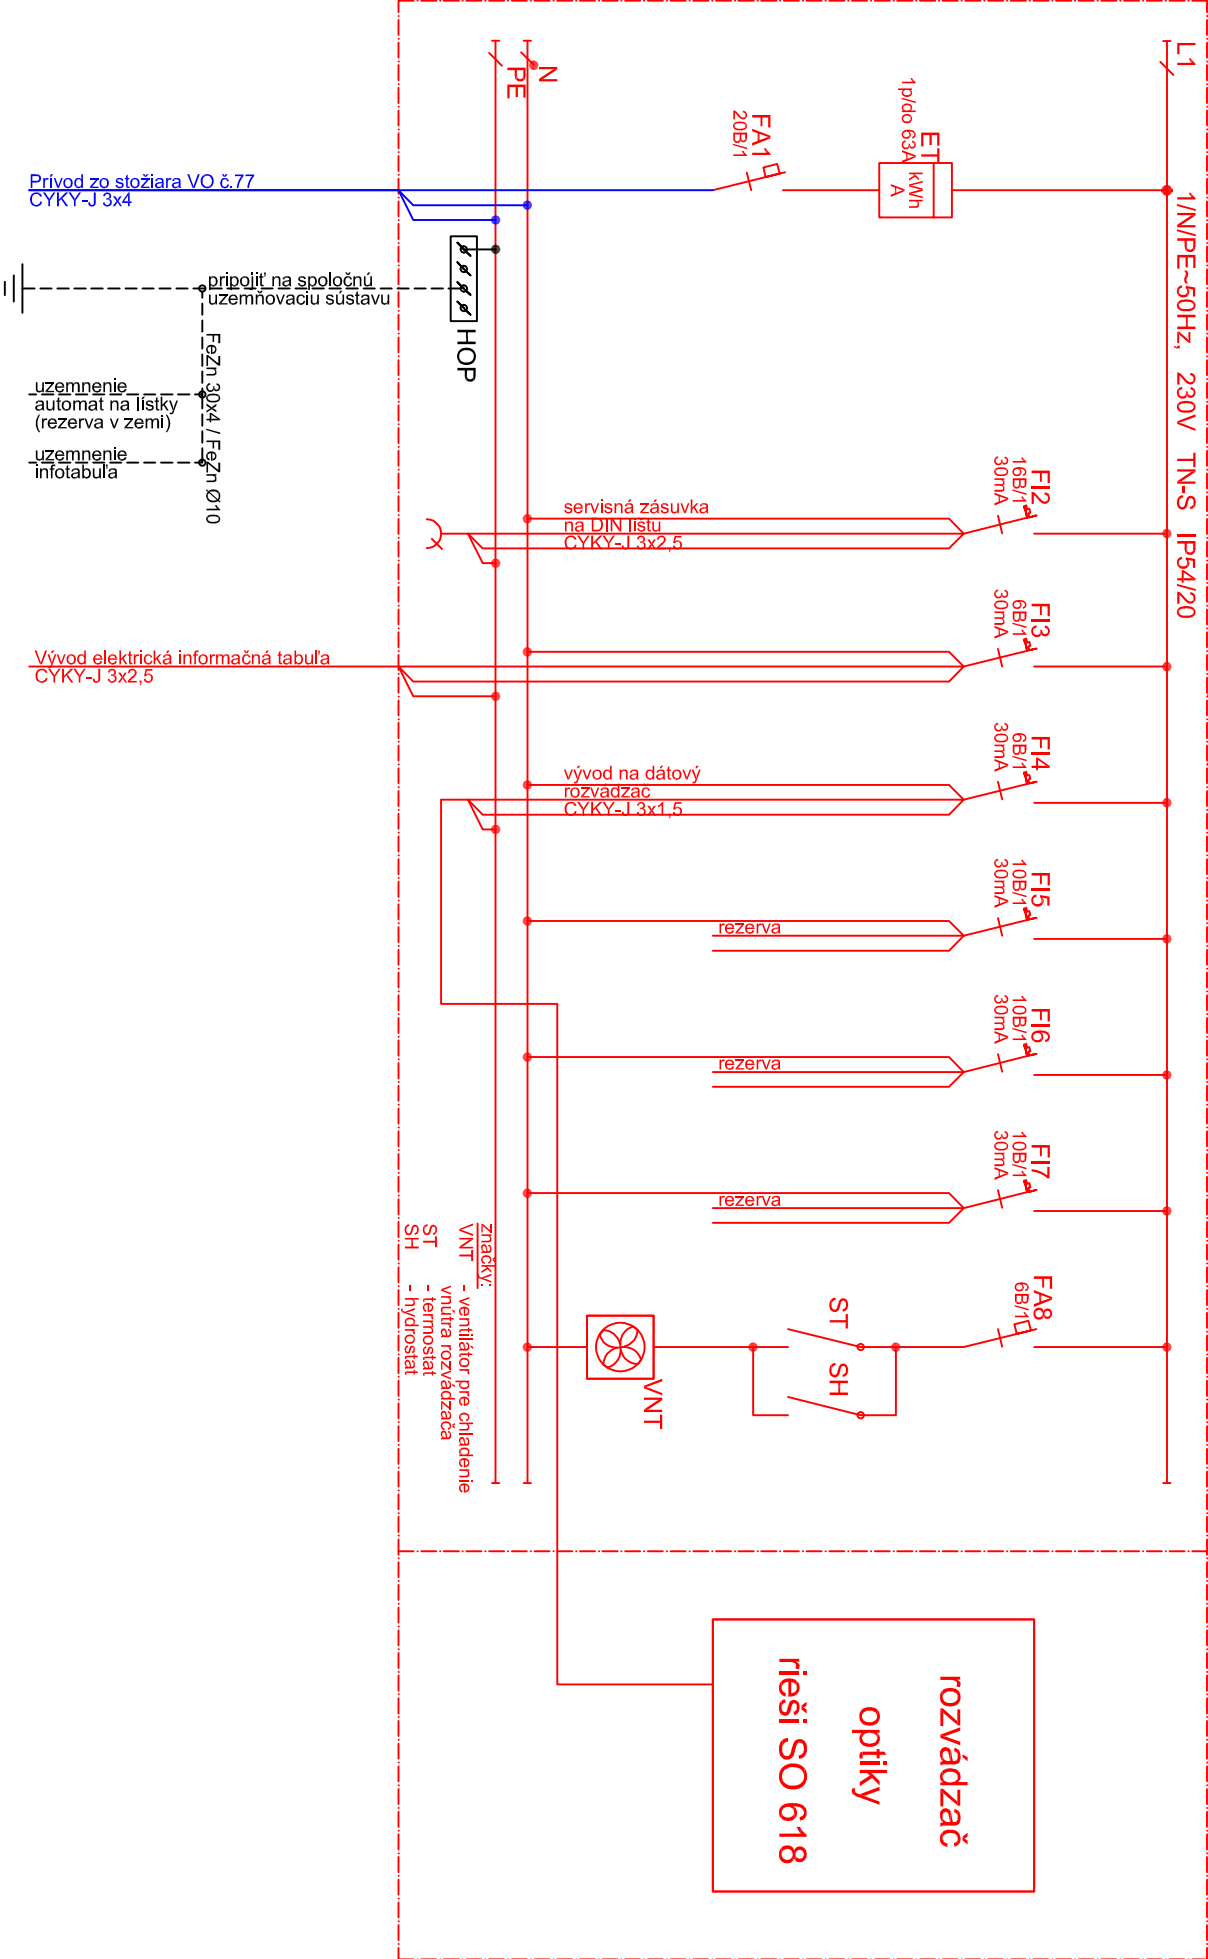 L1
1/N/PE~50Hz, 230V TN-S IP54/20
N
PE
1p/do 63A
ET
kWh
A
FA1
20B/1
Prívod zo stožiara VO č.77
CYKY-J 3x4
HOP
pripojiť na spoločnú
uzemňovaciu sústavu
FeZn 30x4 / FeZn Ø10
uzemnenie
automat na lístky
(rezerva v zemi)
uzemnenie
infotabuľa
FI2
16B/1
30mA
servisná zásuvka
na DIN lištu
CYKY-J 3x2,5
FI3
6B/1
30mA
Vývod elektrická informačná tabuľa
CYKY-J 3x2,5
FI4
6B/1
30mA
vývod na dátový
rozvádzač
CYKY-J 3x1,5
FI5
10B/1
30mA
rezerva
FI6
10B/1
30mA
rezerva
FI7
10B/1
30mA
rezerva
FA8
6B/1
ST
SH
VNT
značky:
VNT - ventilátor pre chladenie
vnútra rozvádzača
ST - termostat
SH - hydrostat
rozvádzač
optiky
rieši SO 618